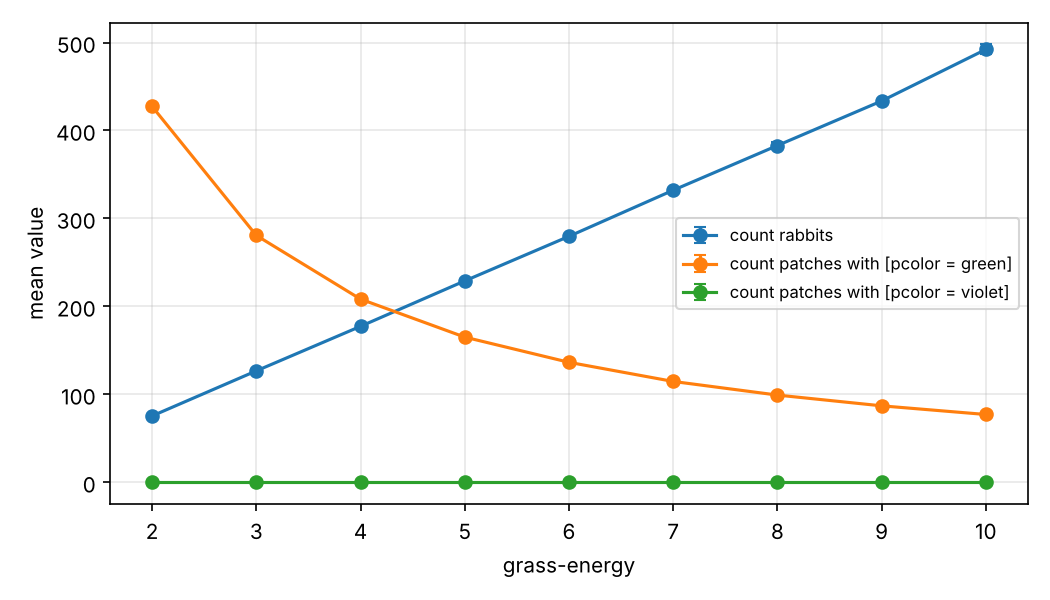 500
400
300
200
100
0
mean value
count rabbits
count patches with [pcolor = green]
count patches with [pcolor = violet]
2 3 4 5 6 7 8 9 10
grass-energy